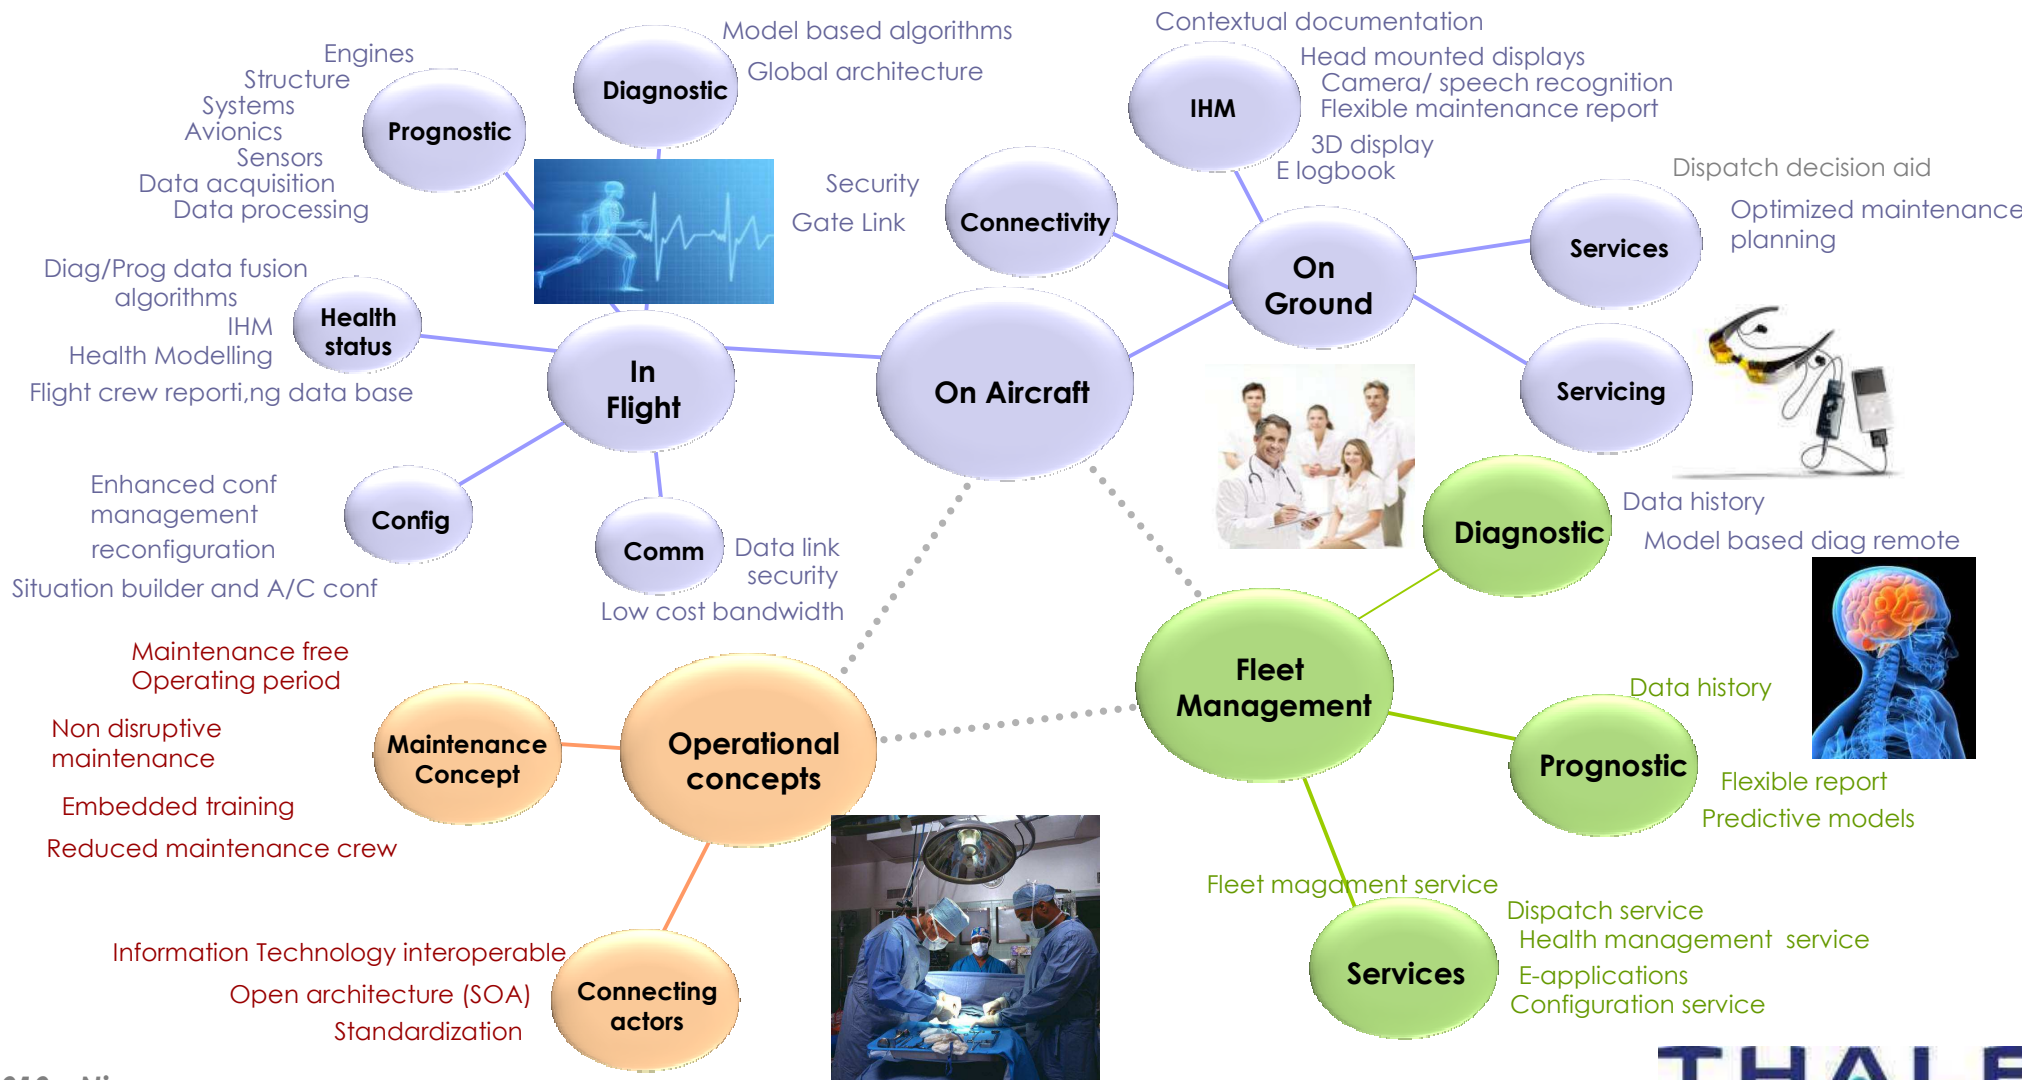 Engines
Structure
Systems
Avionics
Sensors
Data acquisition
Data processing
Prognostic
Diagnostic
Model based algorithms
Global architecture
Diag/Prog data fusion
algorithms
IHM
Health Modelling
Flight crew reporti,ng data base
Health
status
In
Flight
Enhanced conf
management
reconfiguration
Situation builder and A/C conf
Config
Comm
Data link
security
Low cost bandwidth
On Aircraft
Security
Gate Link
Connectivity
Contextual documentation
Head mounted displays
Camera/ speech recognition
Flexible maintenance report
3D display
E logbook
IHM
On
Ground
Dispatch decision aid
Optimized maintenance
planning
Services
Servicing
Diagnostic
Data history
Model based diag remote
Fleet
Management
Data history
Prognostic
Flexible report
Predictive models
Fleet magament service
Dispatch service
Health management service
E-applications
Configuration service
Services
Maintenance free
Operating period
Non disruptive
maintenance
Embedded training
Reduced maintenance crew
Maintenance
Concept
Operational
concepts
Information Technology interoperable
Open architecture (SOA)
Standardization
Connecting
actors
THALE